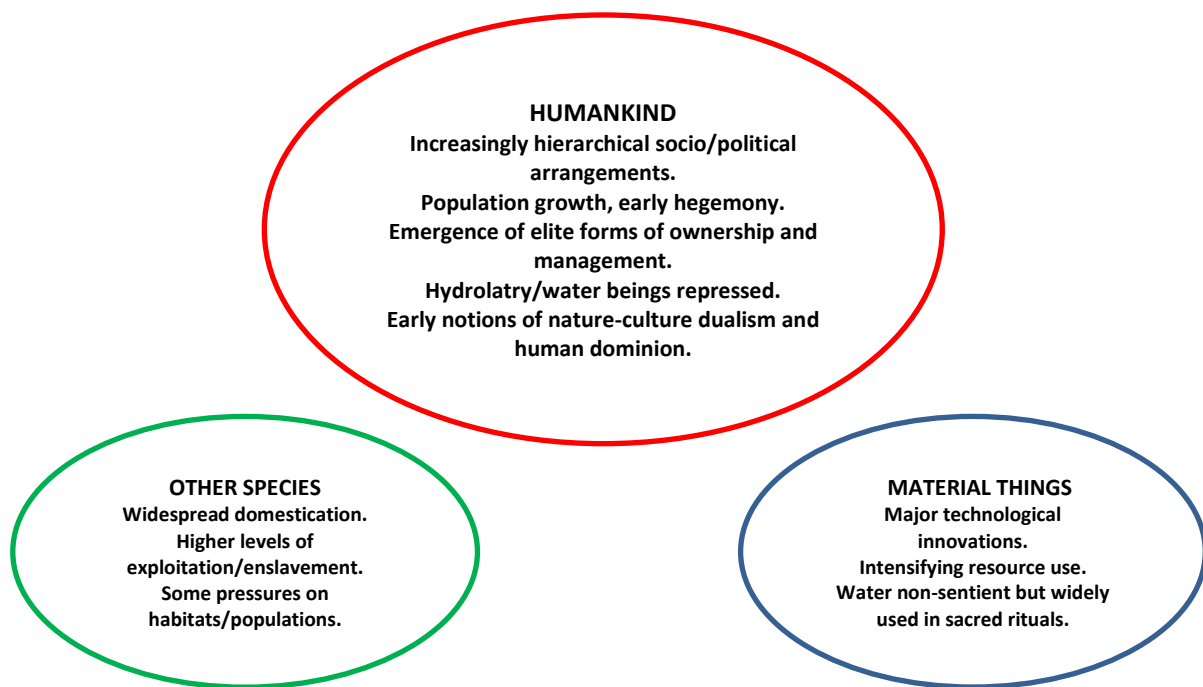 HUMANKIND
Increasingly hierarchical socio/political
arrangements.
Population growth, early hegemony.
Emergence of elite forms of ownership and
management.
Hydrolatry/water beings repressed.
Early notions of nature-culture dualism and
human dominion.
OTHER SPECIES
Widespread domestication.
Higher levels of
exploitation/enslavement.
Some pressures on
habitats/populations.
MATERIAL THINGS
Major technological
innovations.
Intensifying resource use.
Water non-sentient but widely
used in sacred rituals.